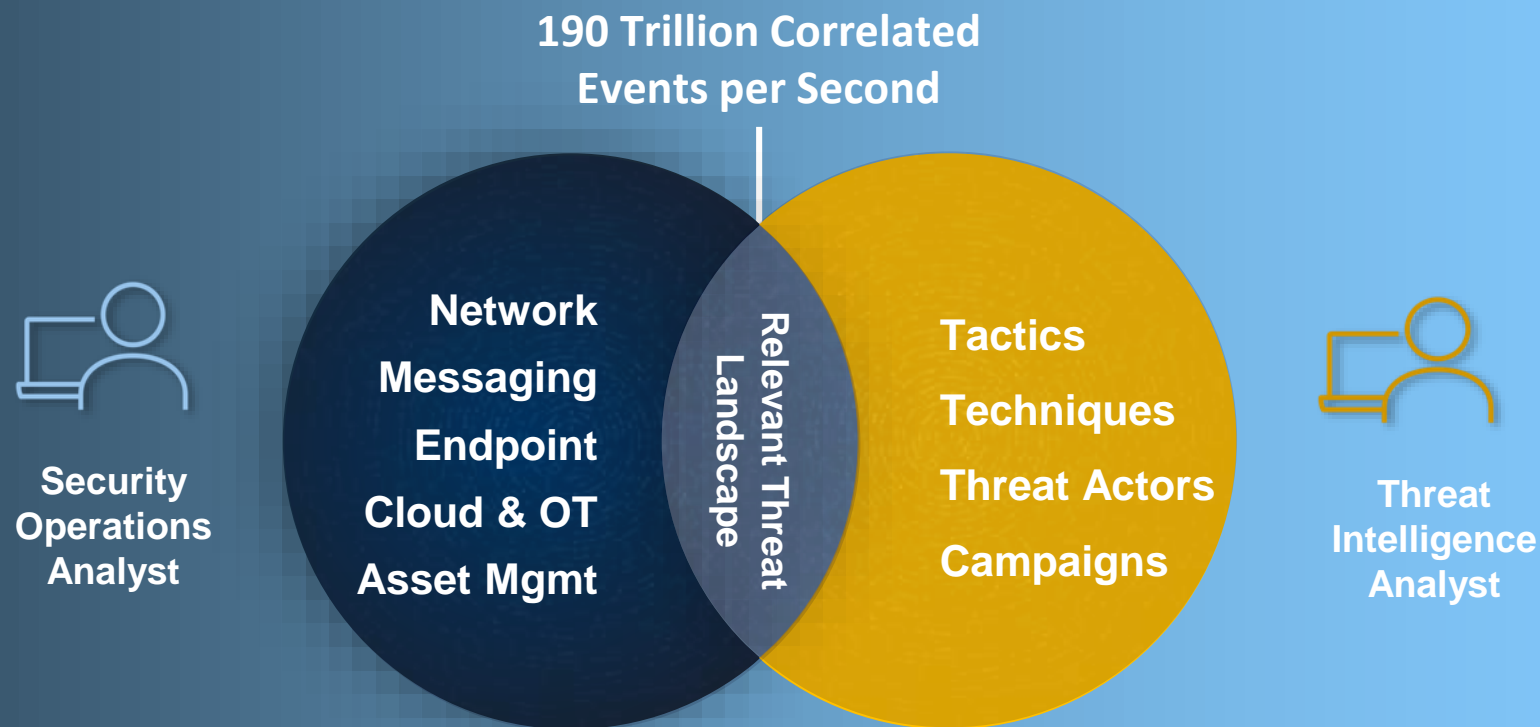 190 Trillion Correlated
Events per Second
Security
Operations
Analyst
Network
Messaging
Endpoint
Cloud & OT
Asset Mgmt
Relevant Threat
Landscape
Tactics
Techniques
Threat Actors
Campaigns
Threat
Intelligence
Analyst